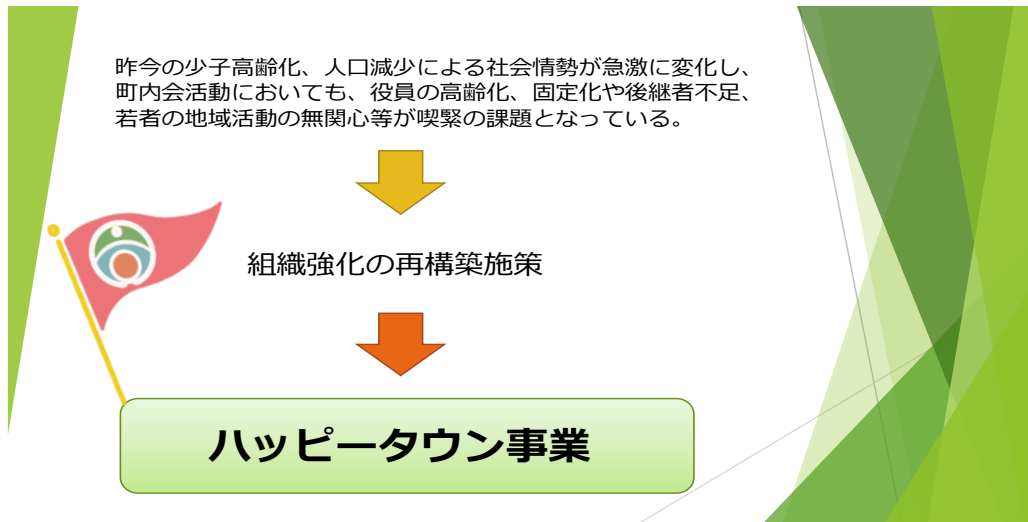 昨今の少子高齢化、人口減少による社会情勢が急激に変化し、
町内会活動においても、役員の高齢化、固定化や後継者不足、
若者の地域活動の無関心等が喫緊の課題となっている。
組織強化の再構築施策
ハッピータウン事業